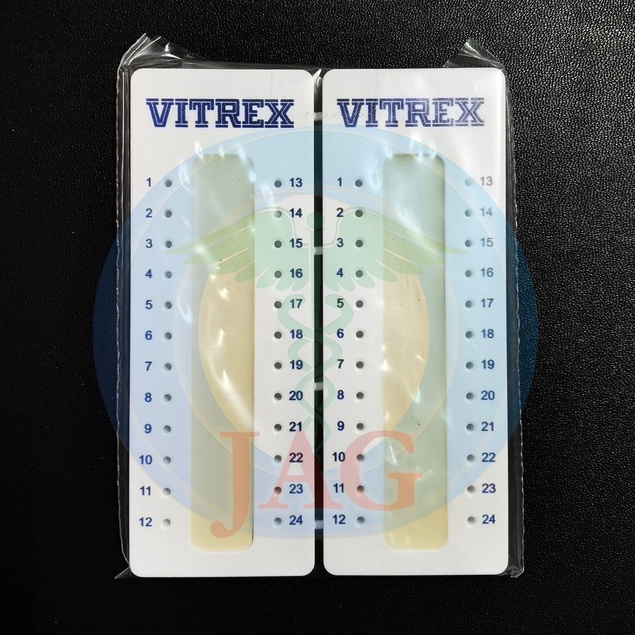 VITREX VITREX
1 13 1 13
2 14 2 14
3 15 3 15
4 16 4 16
5 17 5 17
6 18 6 18
7 19 7 19
8 20 8 20
9 21 9 21
10 22 10 22
11 23 11 23
12 24 12 24
JAG